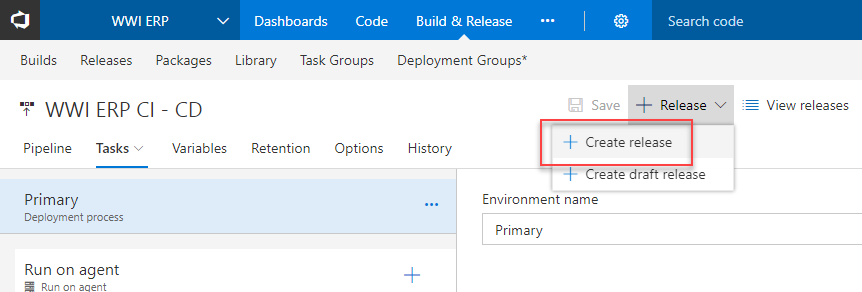 WWI ERP Dashboards Code Build & Release ••• Search code
Builds Releases Packages Library Task Groups Deployment Groups*
WWI ERP CI - CD Save + Release View releases
+ Create release
Pipeline Tasks Variables Retention Options History
+ Create draft release
Primary •••
Deployment process
Environment name
Primary
Run on agent +
Run on agent